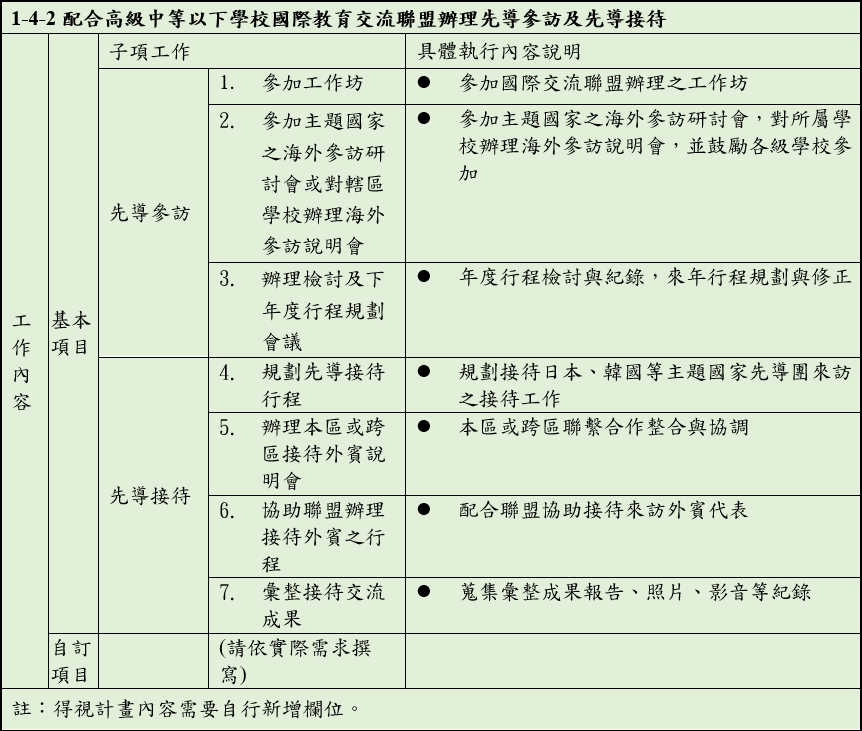 1-4-2 配合高級中等以下學校國際教育交流聯盟辦理先導參訪及先導接待
子項工作
具體執行內容說明
工
作
內
容
基本
項目
先導參訪
1. 參加工作坊
● 參加國際交流聯盟辦理之工作坊
2. 參加主題國家
之海外參訪研
討會或對轄區
學校辦理海外
參訪說明會
● 參加主題國家之海外參訪研討會，對所屬學
校辦理海外參訪說明會，並鼓勵各級學校參
加
3. 辦理檢討及下
年度行程規劃
會議
● 年度行程檢討與紀錄，來年行程規劃與修正
先導接待
4. 規劃先導接待
行程
● 規劃接待日本、韓國等主題國家先導團來訪
之接待工作
5. 辦理本區或跨
區接待外賓說
明會
● 本區或跨區聯繫合作整合與協調
6. 協助聯盟辦理
接待外賓之行
程
● 配合聯盟協助接待來訪外賓代表
7. 彙整接待交流
成果
● 蒐集彙整成果報告、照片、影音等紀錄
自訂
項目
(請依實際需求撰
寫)
註：得視計畫內容需要自行新增欄位。